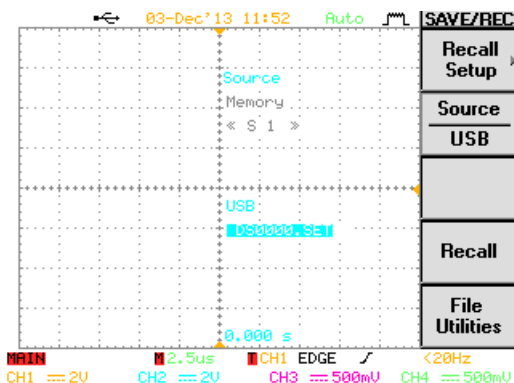 03-Dec'13 11:52 Auto SAVE/REC
Recall
Setup
Source
USB
Recall
File
Utilities
Source
Memory
« S 1 »
USB
DS0000.SET
0.000 s
MAIN M 2.5us T CH1 EDGE <20Hz
CH1 2V CH2 2V CH3 500mV CH4 500mV